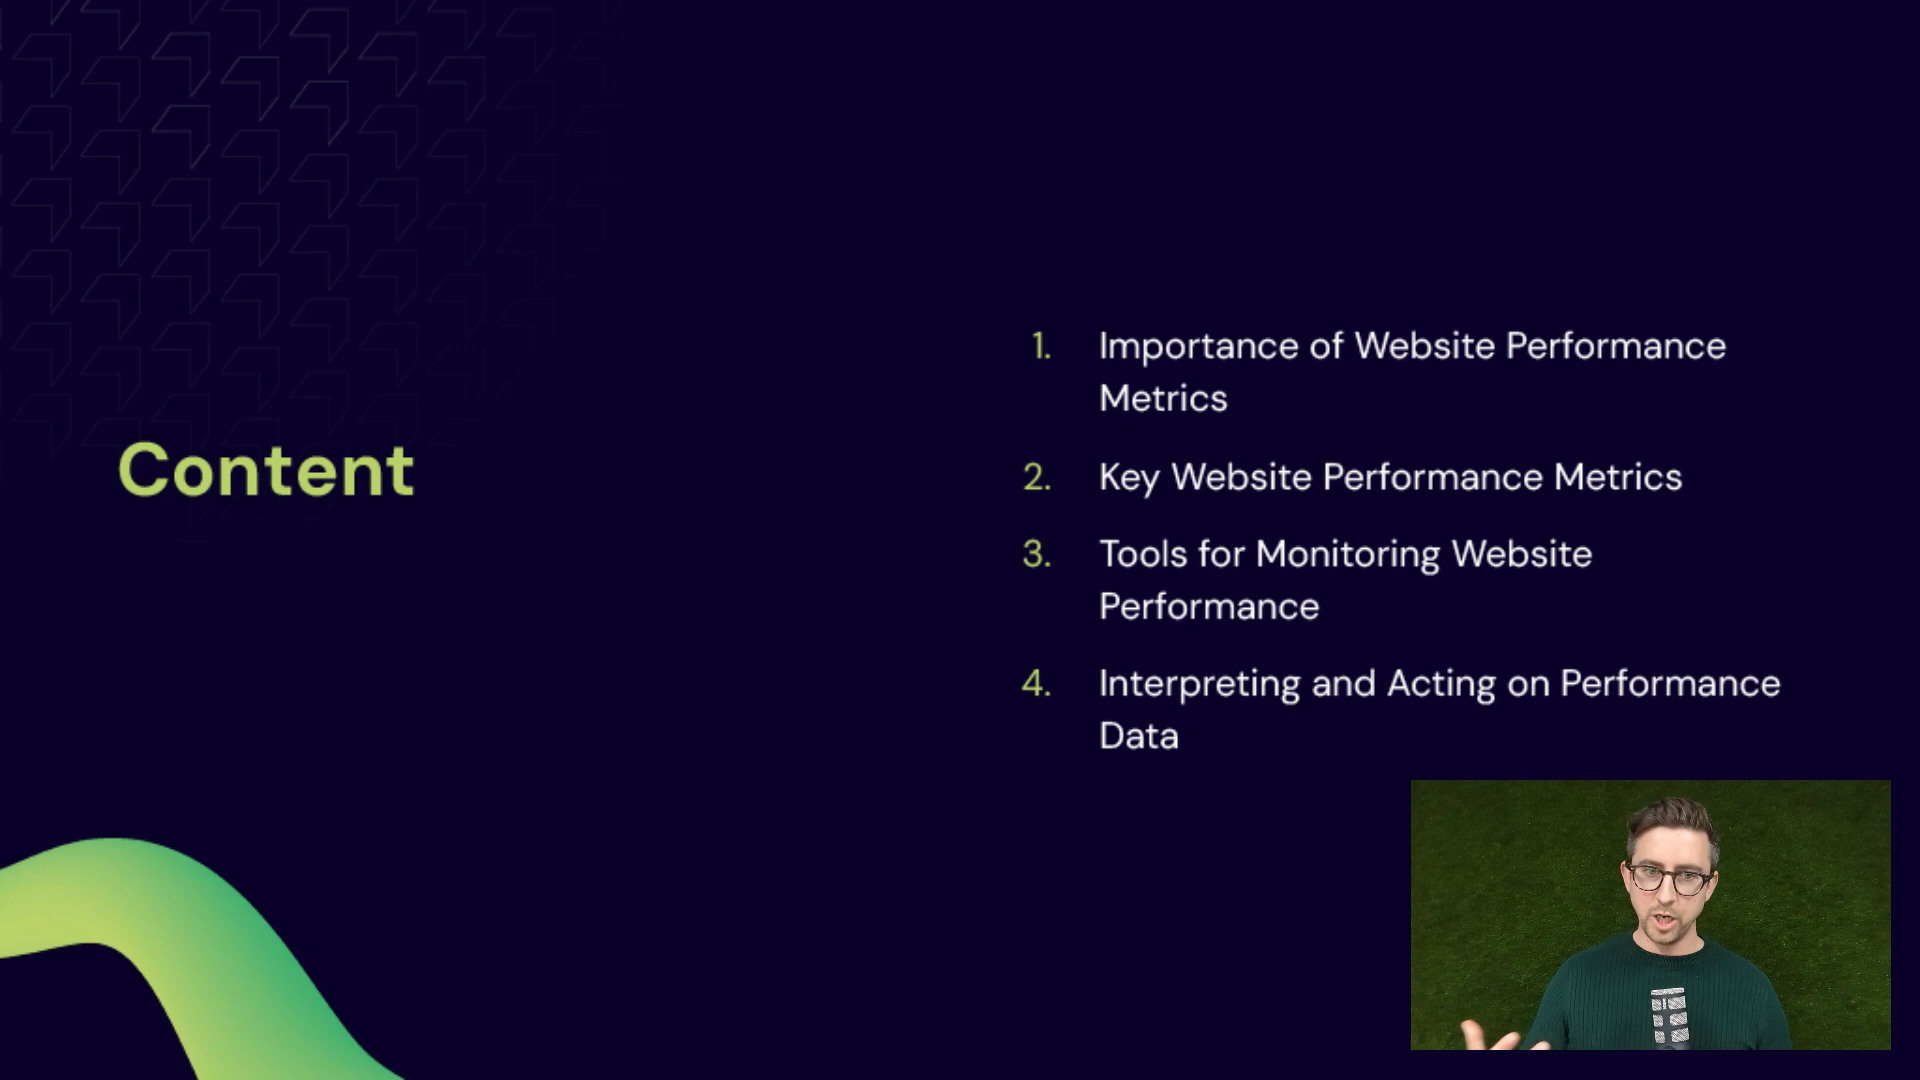 Content
1. Importance of Website Performance
Metrics
2. Key Website Performance Metrics
3. Tools for Monitoring Website
Performance
4. Interpreting and Acting on Performance
Data